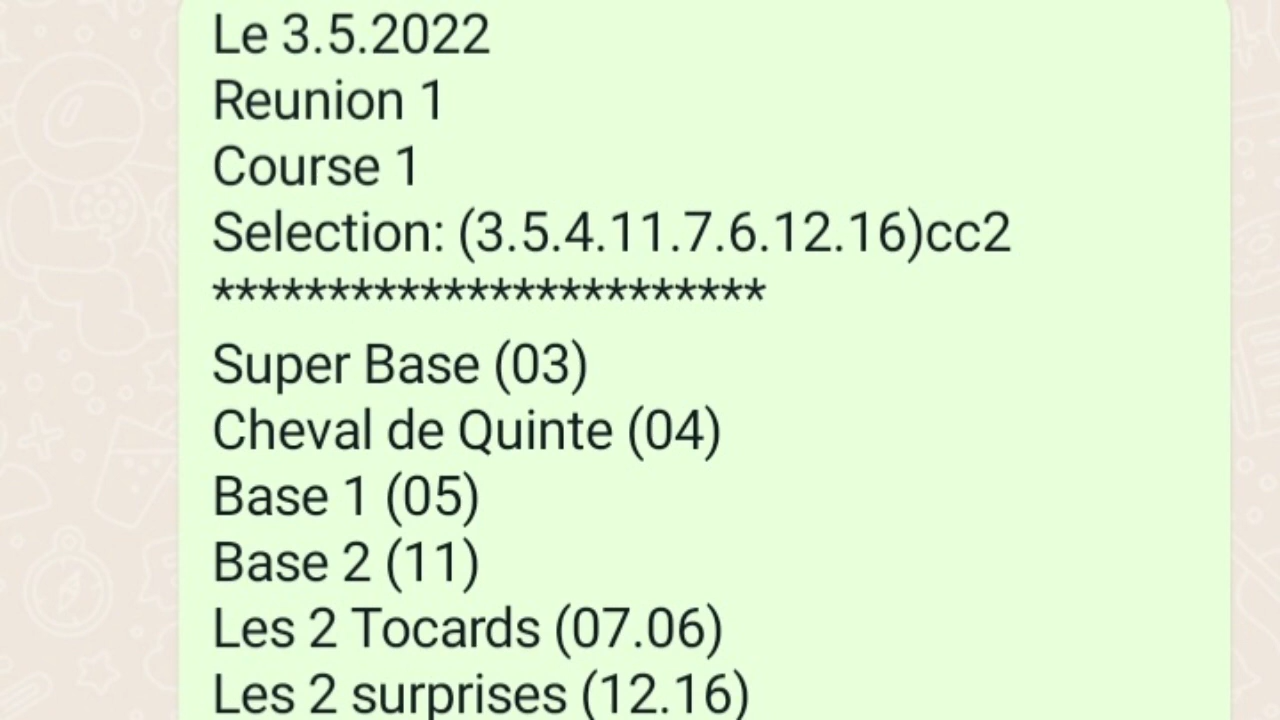 Le 3.5.2022
Reunion 1
Course 1
Selection: (3.5.4.11.7.6.12.16)cc2
************************
Super Base (03)
Cheval de Quinte (04)
Base 1 (05)
Base 2 (11)
Les 2 Tocards (07.06)
Les 2 surprises (12.16)